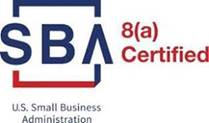 SBA
8(a)
Certified
U.S. Small Business
Administration